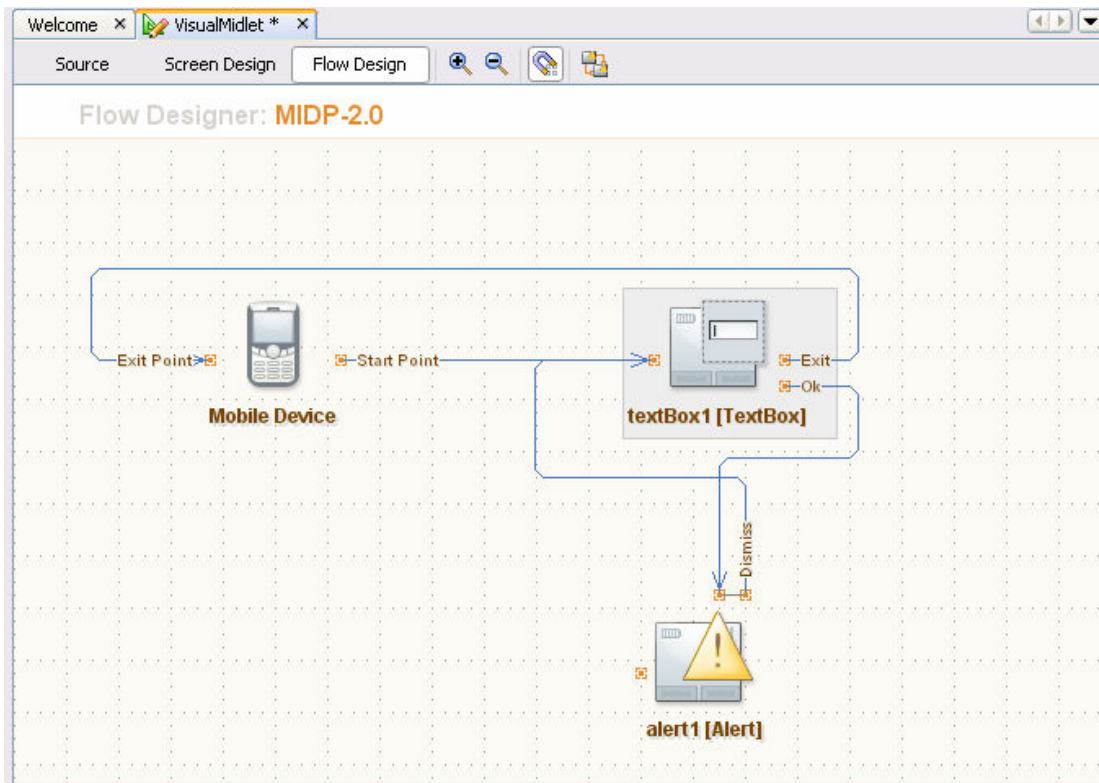 Welcome VisualMidlet *
Source Screen Design Flow Design
Flow Designer: MIDP-2.0
Exit Point Start Point Exit
Ok
Mobile Device textBox1 [TextBox]
Dismiss
alert1 [Alert]